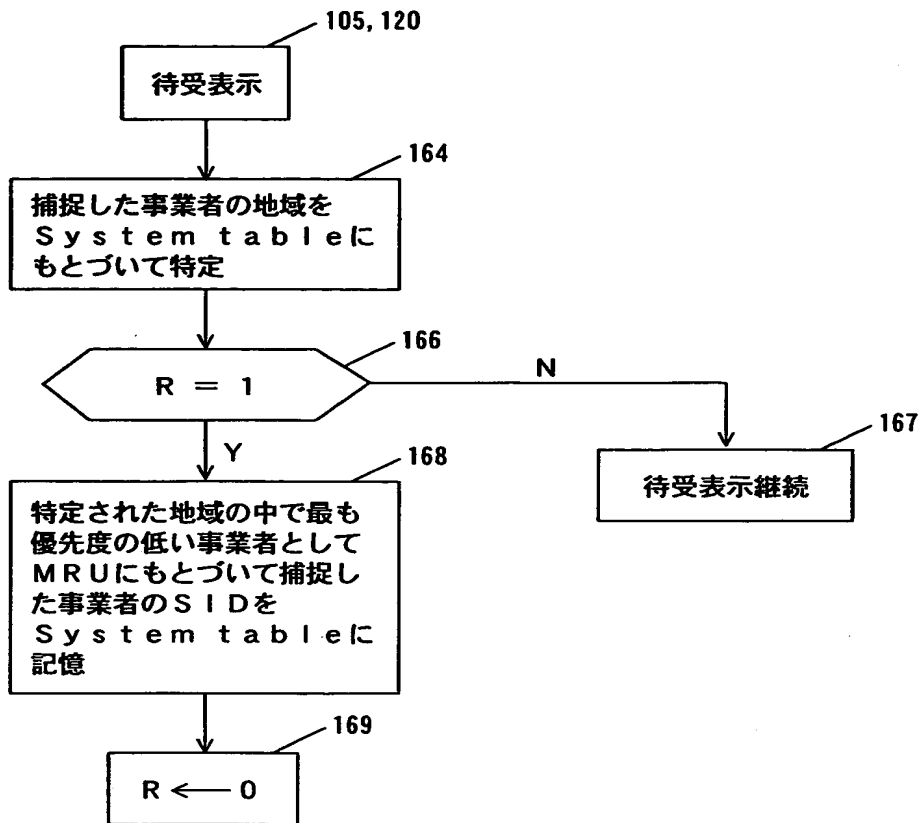 105, 120
待受表示
164
捕捉した事業者の地域を
System tableに
もとづいて特定
166
R = 1
N
Y
167
待受表示継続
168
特定された地域の中で最も
優先度の低い事業者として
MRUにもとづいて捕捉し
た事業者のSIDを
System tableに
記憶
169
R ← 0